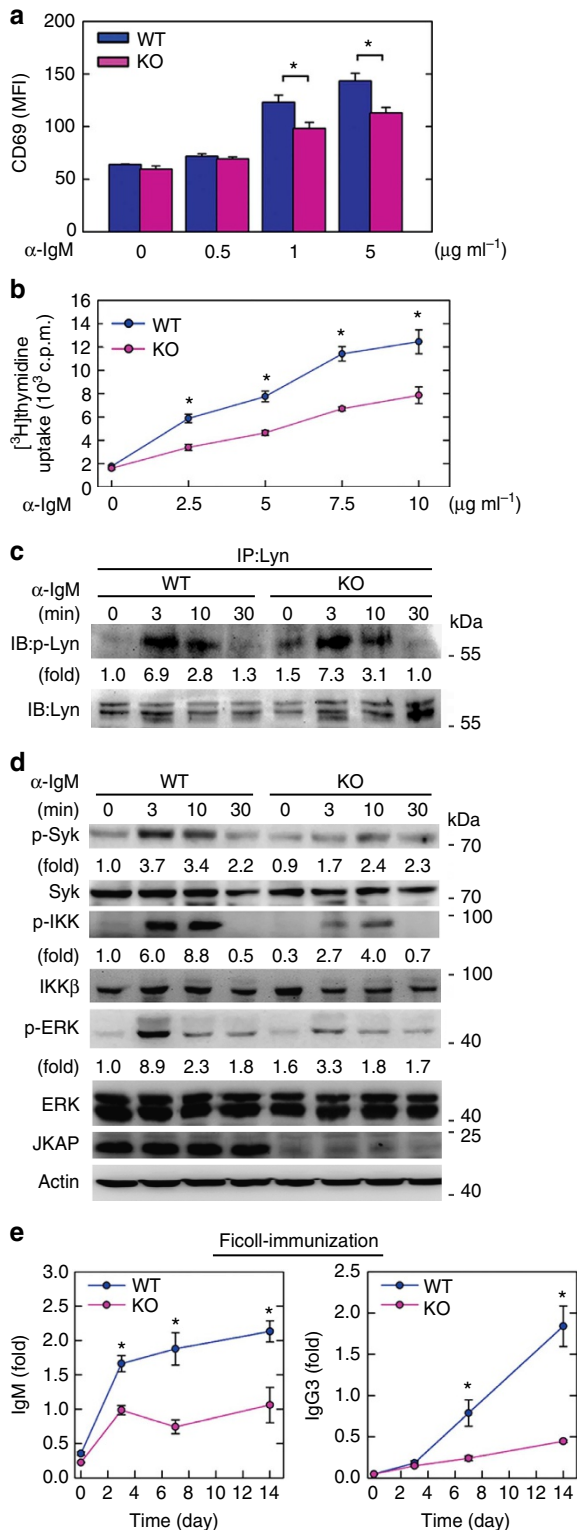 a
200
WT
KO
* *
150
100
50
0
CD69 (MFI)
α-IgM 0 0.5 1 5 (μg ml⁻¹)
b
16
14
12
10
8
6
4
2
0
WT
KO
* * * *
[³H]thymidine
uptake (10³ c.p.m.)
0 2.5 5 7.5 10
α-IgM (μg ml⁻¹)
c
IP:Lyn
α-IgM WT KO
(min) 0 3 10 30 0 3 10 30 kDa
IB:p-Lyn - 55
(fold) 1.0 6.9 2.8 1.3 1.5 7.3 3.1 1.0
IB:Lyn - 55
d
α-IgM WT KO
(min) 0 3 10 30 0 3 10 30 kDa
p-Syk - 70
(fold) 1.0 3.7 3.4 2.2 0.9 1.7 2.4 2.3
Syk - 70
p-IKK - 100
(fold) 1.0 6.0 8.8 0.5 0.3 2.7 4.0 0.7
IKKβ - 100
p-ERK - 40
(fold) 1.0 8.9 2.3 1.8 1.6 3.3 1.8 1.7
ERK - 40
JKAP - 25
Actin - 40
e
Ficoll-immunization
3.0
2.5
2.0
1.5
1.0
0.5
0.0
WT
KO
* * *
IgM (fold)
0 2 4 6 8 10 12 14
Time (day)
2.5
2.0
1.5
1.0
0.5
0.0
WT
KO
* *
IgG3 (fold)
0 2 4 6 8 10 12 14
Time (day)